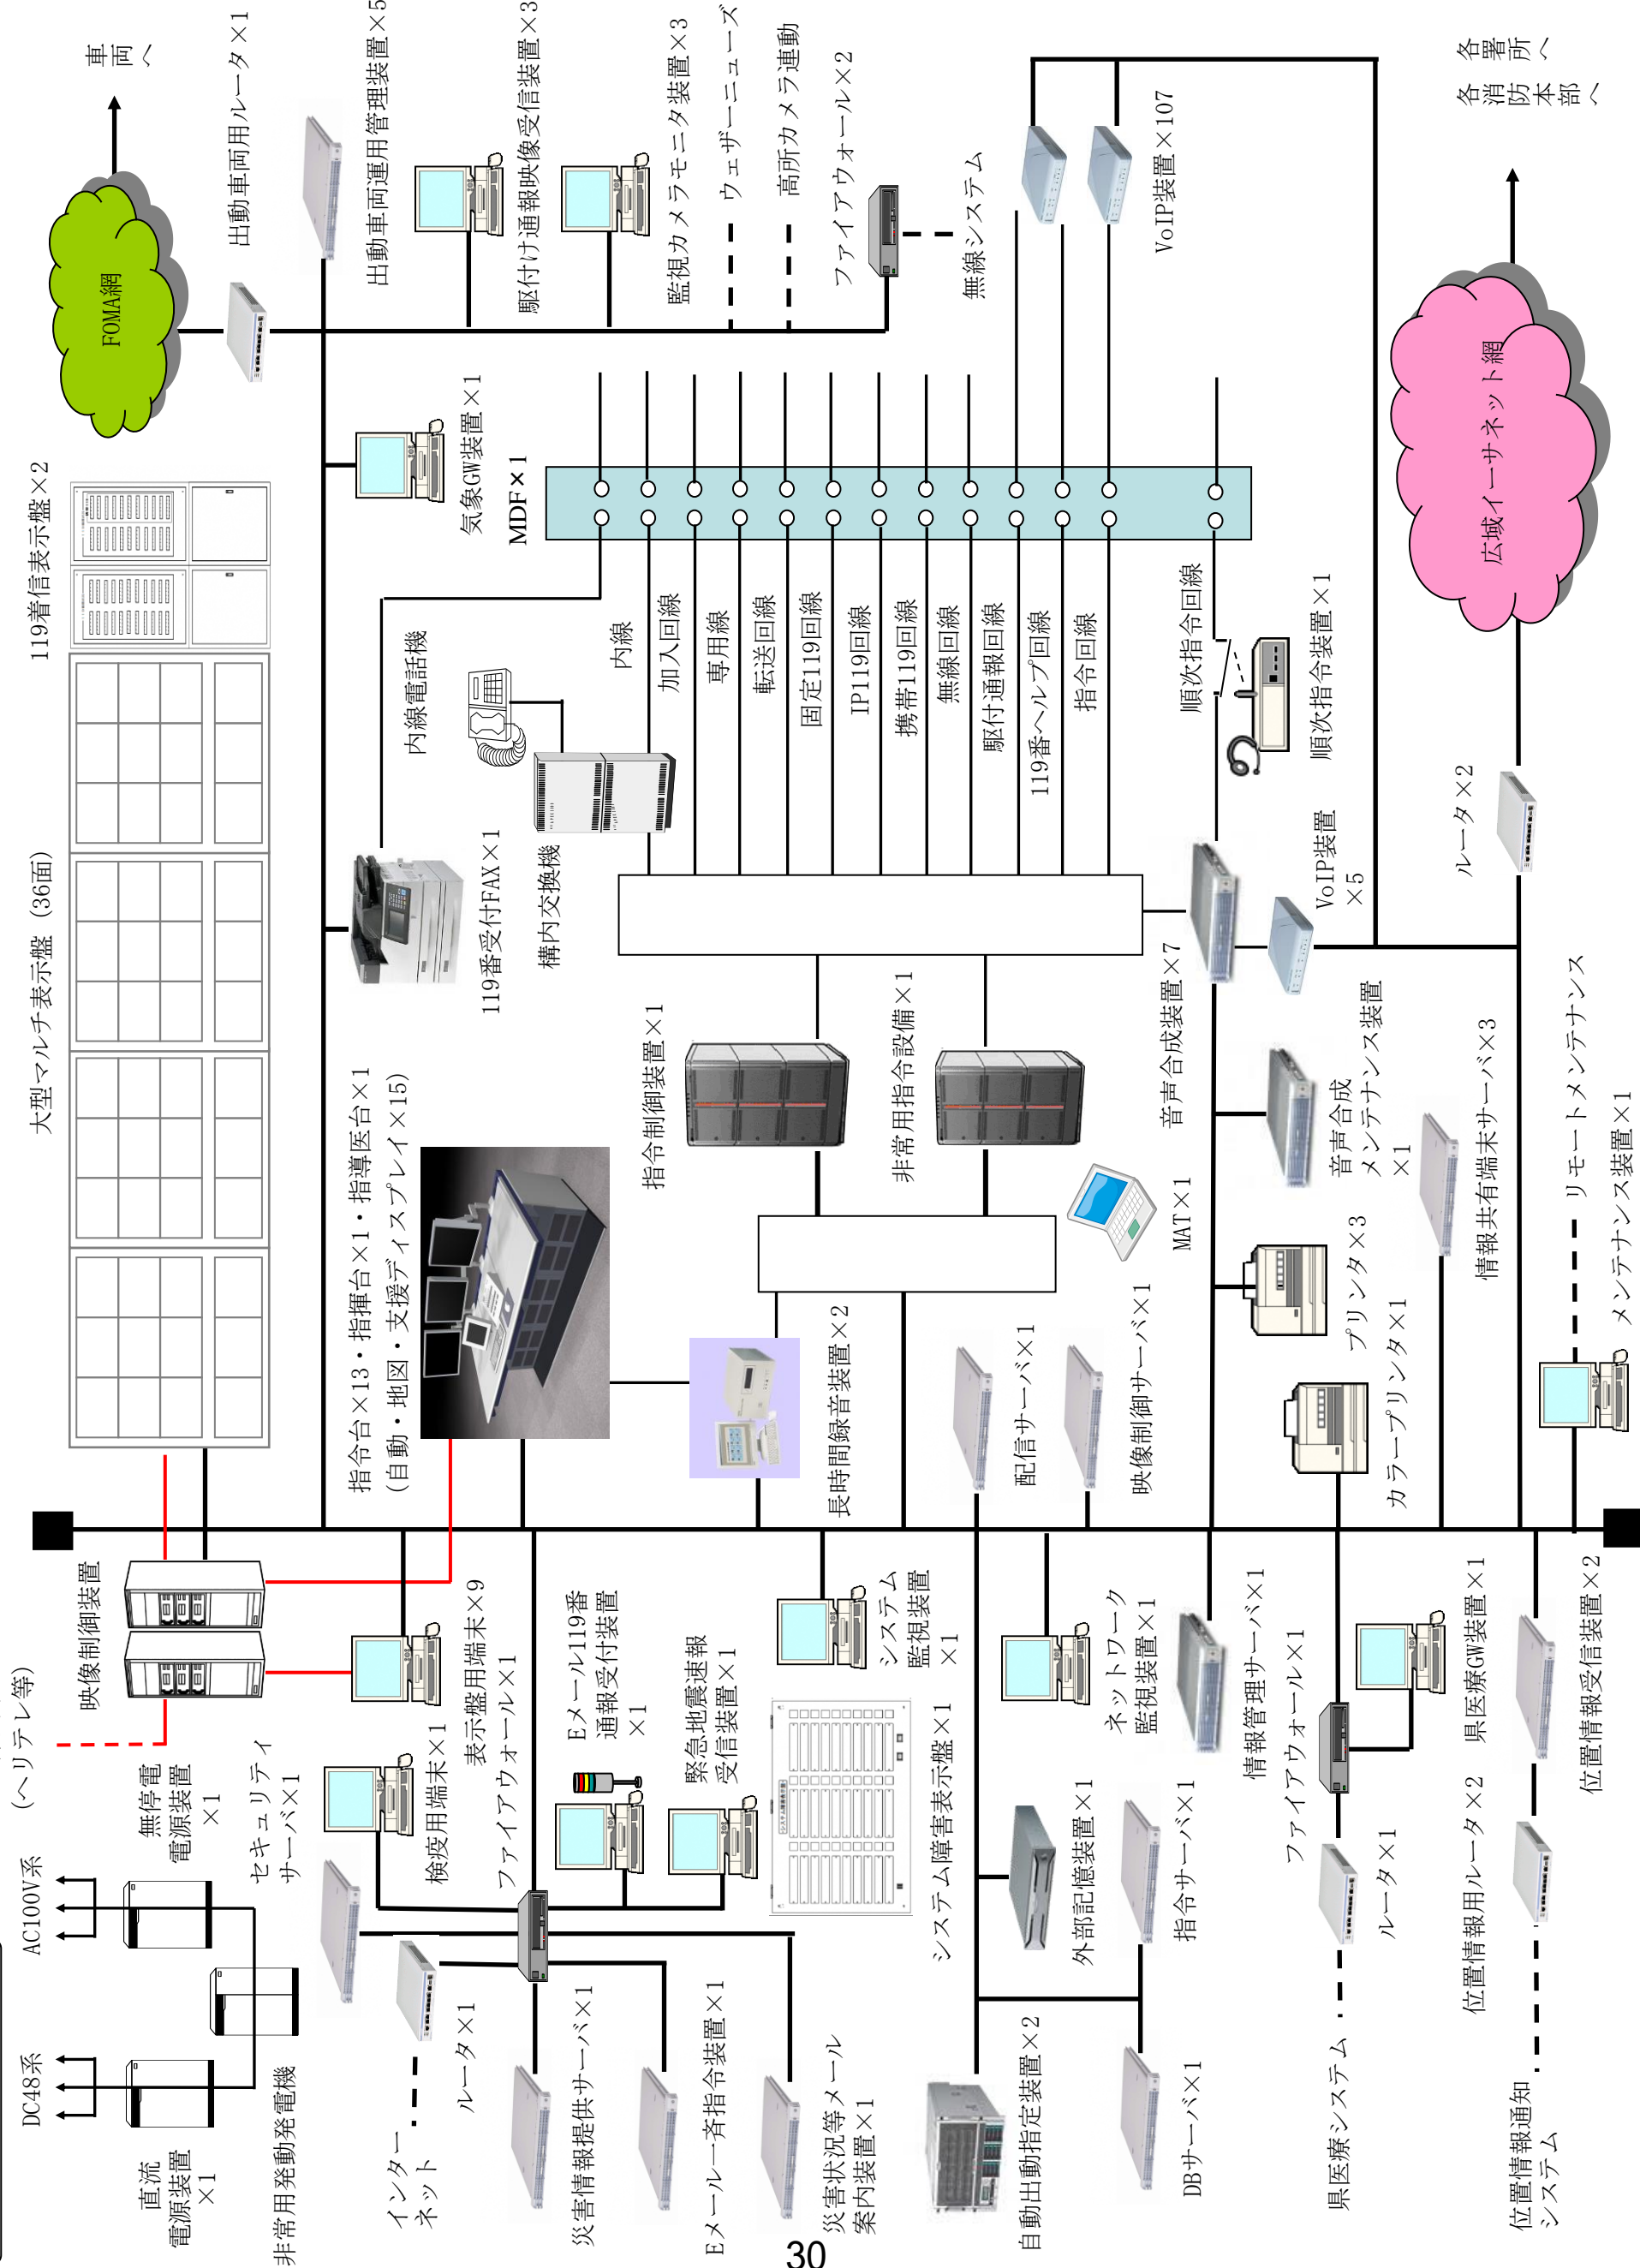 (ヘリテレ等)
映像制御装置
大型マルチ表示盤 (36面)
119着信表示盤×2
FOMA網
車両へ
出動車両用ルータ×1
出動車両運用管理装置×5
駆付け通報映像受信装置×3
監視カメラモニタ装置×3
ウェザーニューズ
高所カメラ連動
ファイアウォール×2
無線システム
VoIP装置×107
各署所へ
各消防本部へ
広域イーサネット網
気象GW装置×1
MDF×1
内線電話機
119番受付FAX×1
構内交換機
内線
加入回線
専用線
転送回線
固定119回線
IP119回線
携帯119回線
無線回線
駆付通報回線
119番ヘルプ回線
指令回線
順次指令回線
順次指令装置×1
ルータ×2
VoIP装置
×5
音声合成装置×7
音声合成
メンテナンス装置
×1
指令台×13・指揮台×1・指導医台×1
(自動・地図・支援ディスプレイ×15)
指令制御装置×1
非常用指令設備×1
MAT×1
長時間録音装置×2
配信サーバ×1
映像制御サーバ×1
プリンタ×3
カラープリンタ×1
情報共有端末サーバ×3
リモートメンテナンス
メンテナンス装置×1
DC48系
AC100V系
直流
電源装置
×1
無停電
電源装置
×1
非常用発動発電機
セキュリティ
サーバ×1
検疫用端末×1
表示盤用端末×9
ファイアウォール×1
Eメール119番
通報受付装置
×1
緊急地震速報
受信装置×1
インター
ネット
ルータ×1
災害情報提供サーバ×1
Eメール一斉指令装置×1
災害状況等メール
案内装置×1
システム
監視装置
×1
システム障害表示盤×1
ネットワーク
監視装置×1
外部記憶装置×1
指令サーバ×1
自動出動指定装置×2
DBサーバ×1
情報管理サーバ×1
ファイアウォール×1
県医療GW装置×1
ルータ×1
県医療システム
位置情報受信装置×2
位置情報用ルータ×2
位置情報通知
システム
30